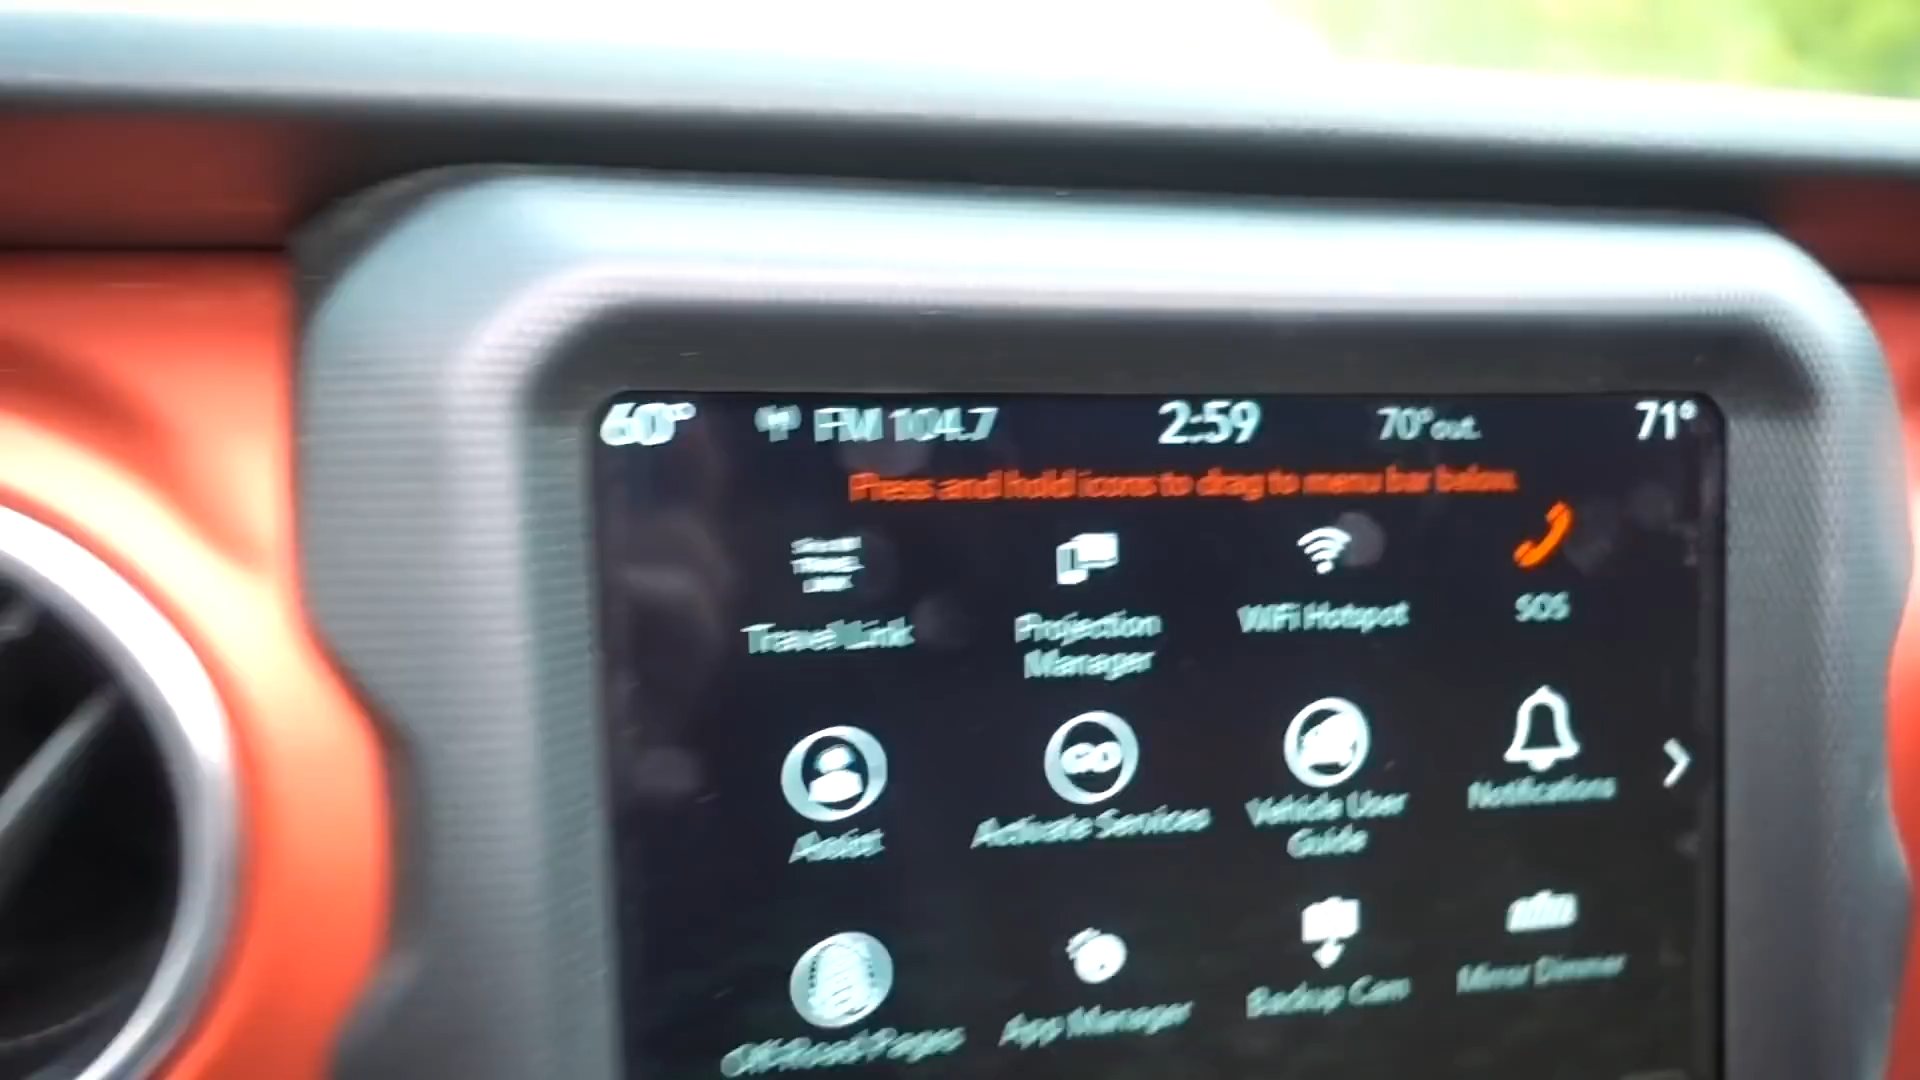 60° FM 104.7 2:59 70° out. 71°
Press and hold icons to drag to menu bar below.
TRAVEL
LINK
Travel Link
Projection
Manager
WiFi Hotspot
SOS
Assist
Activate Services
Vehicle User
Guide
Notifications
Off-Road Pages
App Manager
Backup Cam
Mirror Dimmer